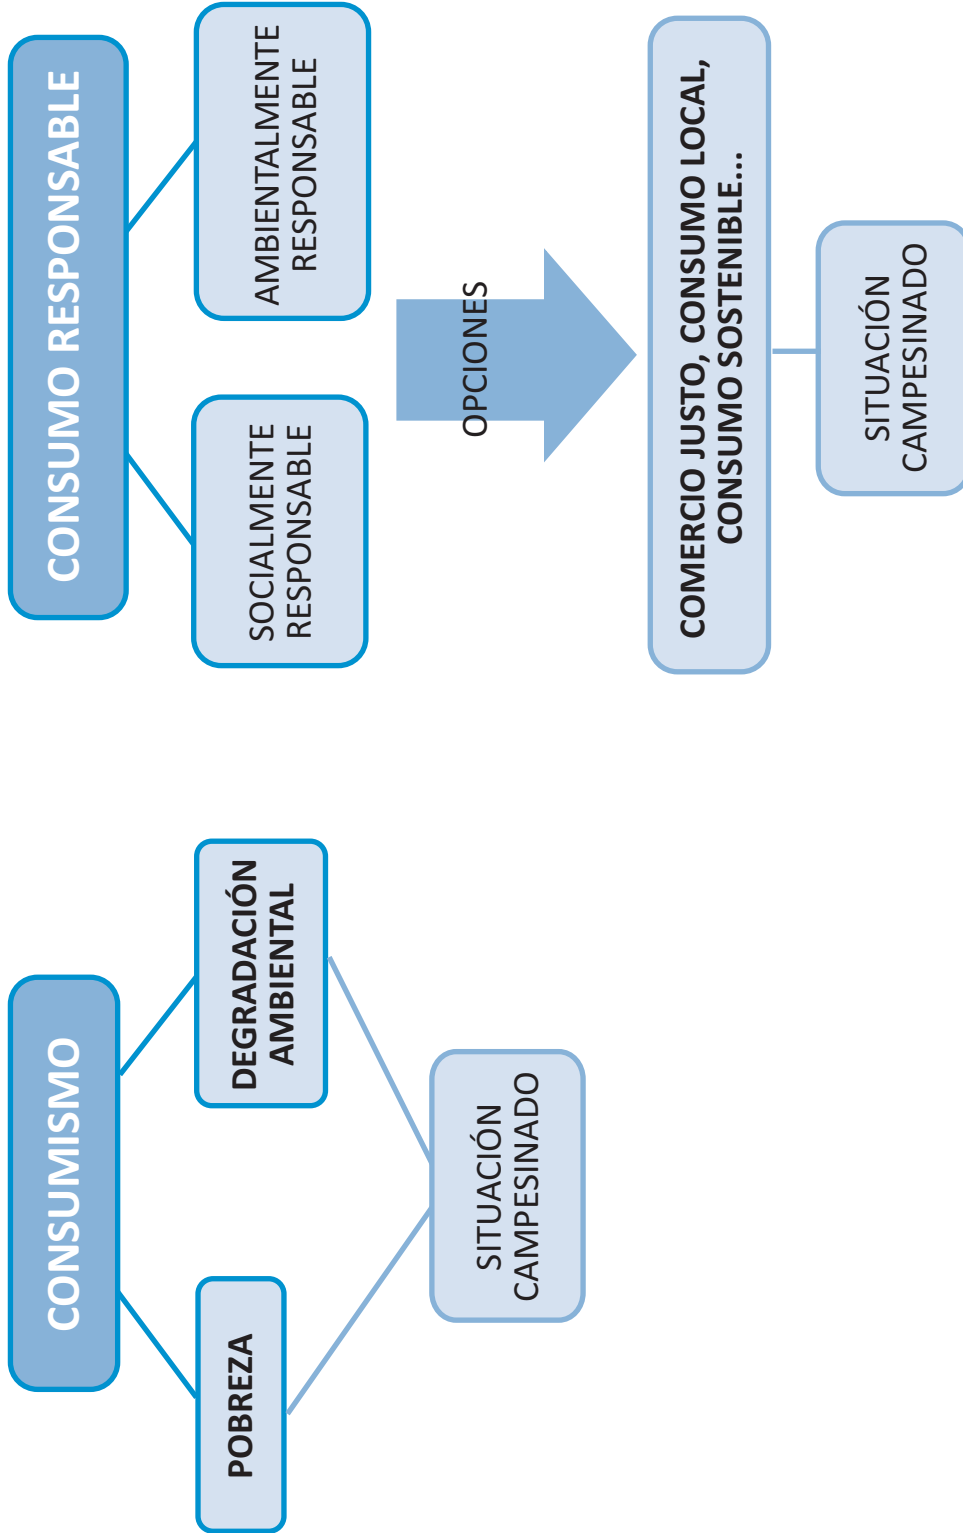 CONSUMISMO
POBREZA
DEGRADACIÓN
AMBIENTAL
SITUACIÓN
CAMPESINADO
CONSUMO RESPONSABLE
SOCIALMENTE
RESPONSABLE
AMBIENTALMENTE
RESPONSABLE
OPCIONES
COMERCIO JUSTO, CONSUMO LOCAL,
CONSUMO SOSTENIBLE...
SITUACIÓN
CAMPESINADO